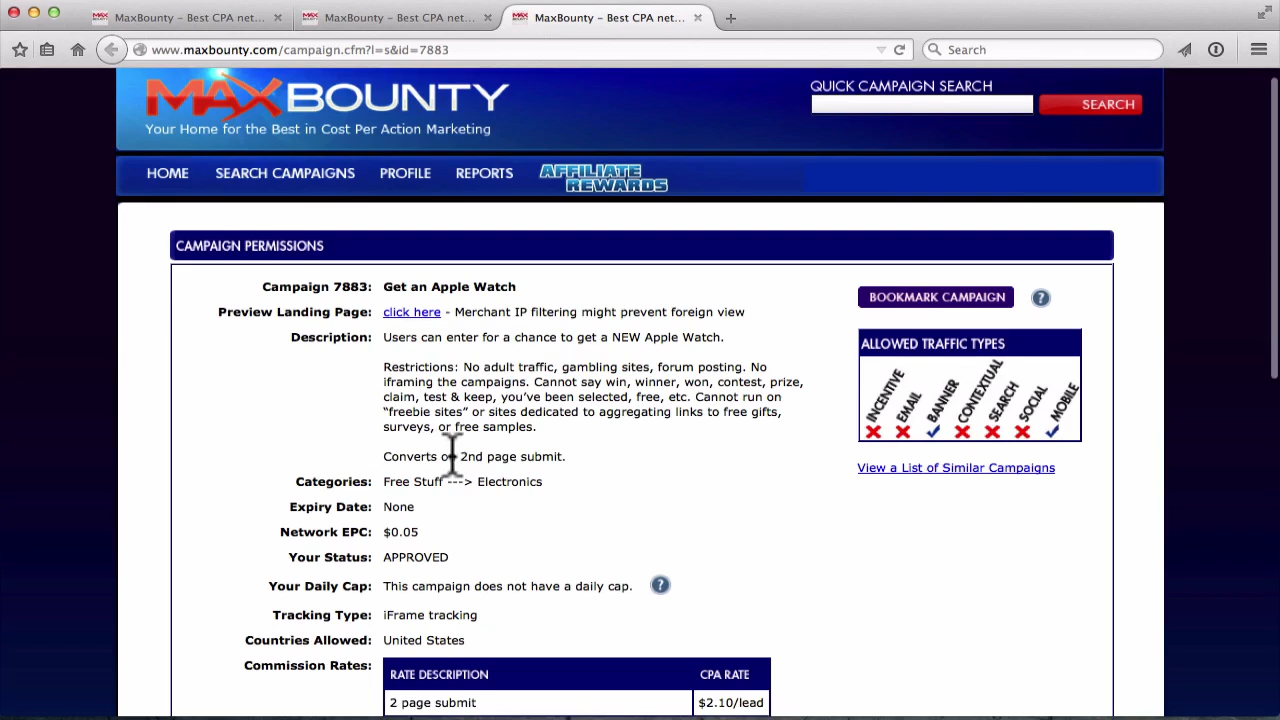 MaxBounty – Best CPA net...
MaxBounty – Best CPA net...
MaxBounty – Best CPA net...
www.maxbounty.com/campaign.cfm?l=s&id=7883
Search
MAXBOUNTY
Your Home for the Best in Cost Per Action Marketing
QUICK CAMPAIGN SEARCH
SEARCH
HOME SEARCH CAMPAIGNS PROFILE REPORTS AFFILIATE REWARDS
CAMPAIGN PERMISSIONS
Campaign 7883: Get an Apple Watch
Preview Landing Page: click here - Merchant IP filtering might prevent foreign view
Description: Users can enter for a chance to get a NEW Apple Watch.
Restrictions: No adult traffic, gambling sites, forum posting. No
iframing the campaigns. Cannot say win, winner, won, contest, prize,
claim, test & keep, you've been selected, free, etc. Cannot run on
“freebie sites” or sites dedicated to aggregating links to free gifts,
surveys, or free samples.
Converts on 2nd page submit.
Categories: Free Stuff ---> Electronics
Expiry Date: None
Network EPC: $0.05
Your Status: APPROVED
Your Daily Cap: This campaign does not have a daily cap. ?
Tracking Type: iFrame tracking
Countries Allowed: United States
Commission Rates:
RATE DESCRIPTION CPA RATE
2 page submit $2.10/lead
BOOKMARK CAMPAIGN ?
ALLOWED TRAFFIC TYPES
INCENTIVE EMAIL BANNER CONTEXTUAL SEARCH SOCIAL MOBILE
View a List of Similar Campaigns